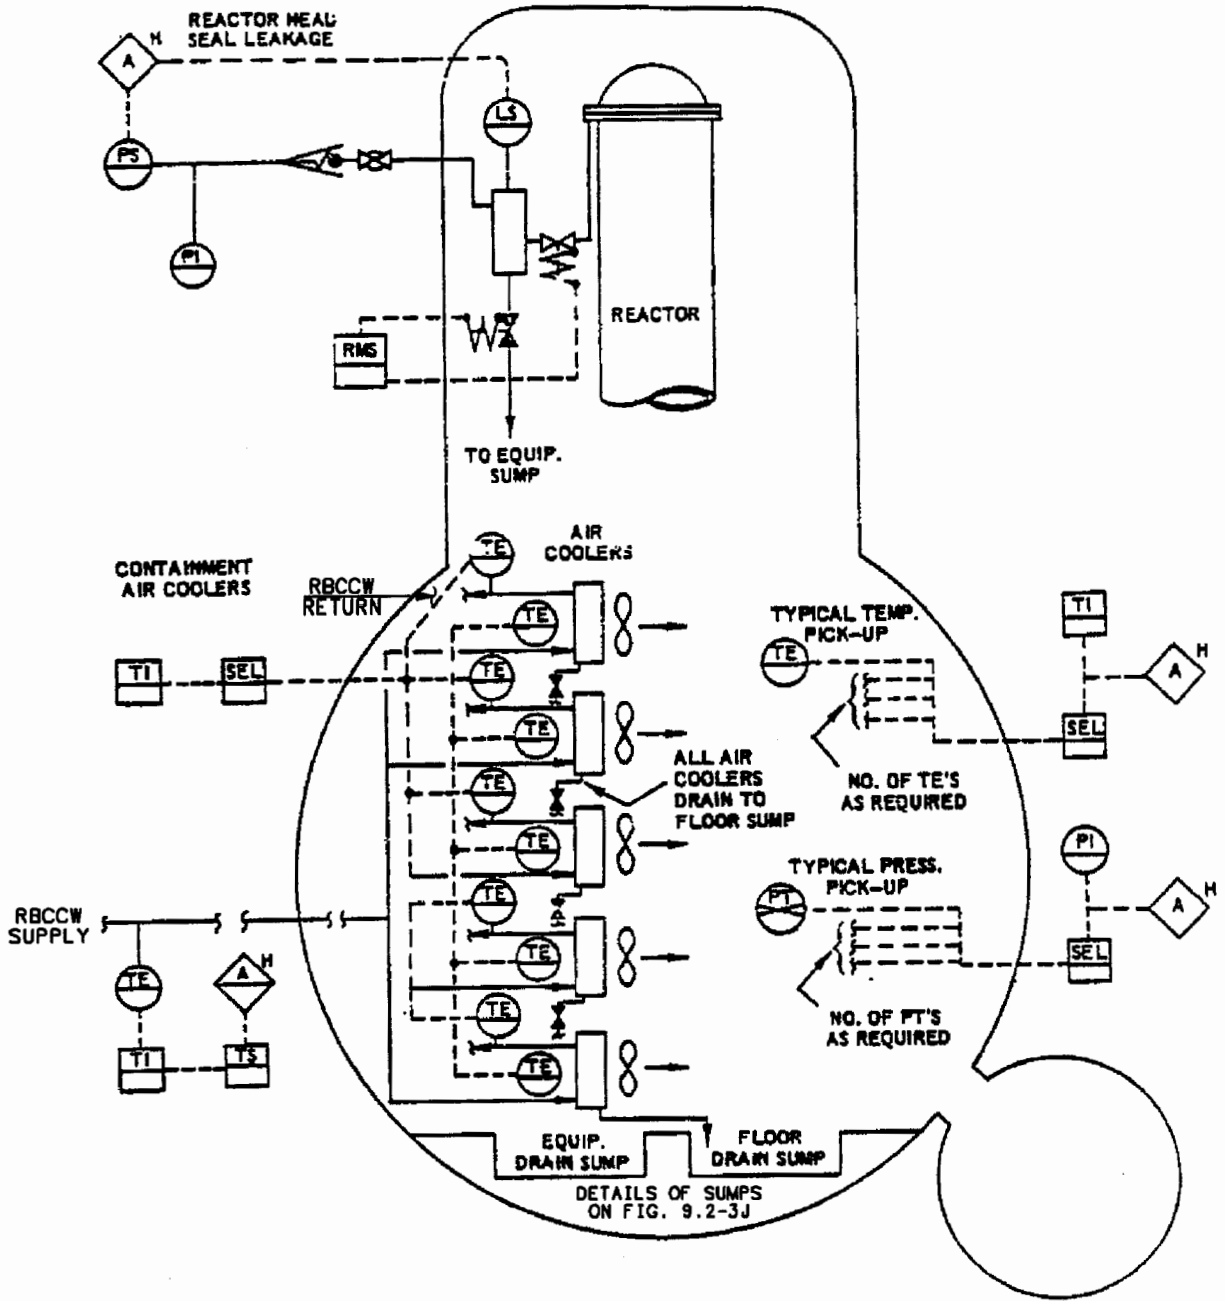 REACTOR HEAD
SEAL LEAKAGE
H
A
LS
PS
PI
REACTOR
RMS
TO EQUIP.
SUMP
AIR
COOLERS
TE
CONTAINMENT
AIR COOLERS
RBCCW
RETURN
TE
TE
TI
SEL
TE
TE
TE
TE
TE
TE
TE
TE
ALL AIR
COOLERS
DRAIN TO
FLOOR SUMP
TYPICAL TEMP.
PICK-UP
TE
TI
H
A
SEL
NO. OF TE'S
AS REQUIRED
TYPICAL PRESS.
PICK-UP
PT
PI
H
A
SEL
NO. OF PT'S
AS REQUIRED
RBCCW
SUPPLY
TE
A
H
TI
TS
EQUIP.
DRAIN SUMP
FLOOR
DRAIN SUMP
DETAILS OF SUMPS
ON FIG. 9.2-3J